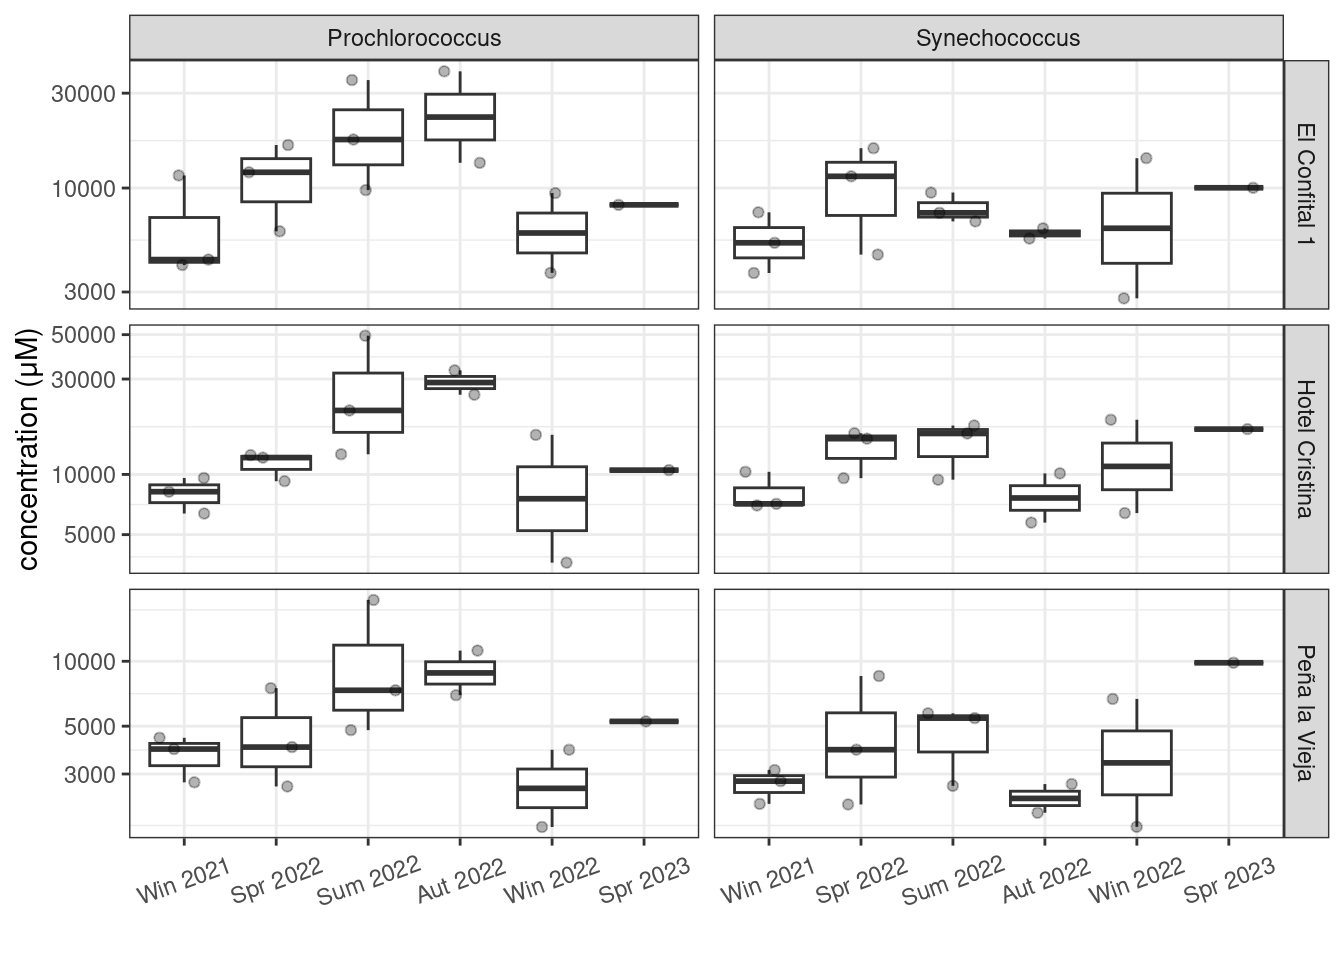 Prochlorococcus
Synechococcus
30000
10000
3000
El Confital 1
concentration (µM)
50000
30000
10000
5000
Hotel Cristina
10000
5000
3000
Peña la Vieja
Win 2021 Spr 2022 Sum 2022 Aut 2022 Win 2022 Spr 2023
Win 2021 Spr 2022 Sum 2022 Aut 2022 Win 2022 Spr 2023